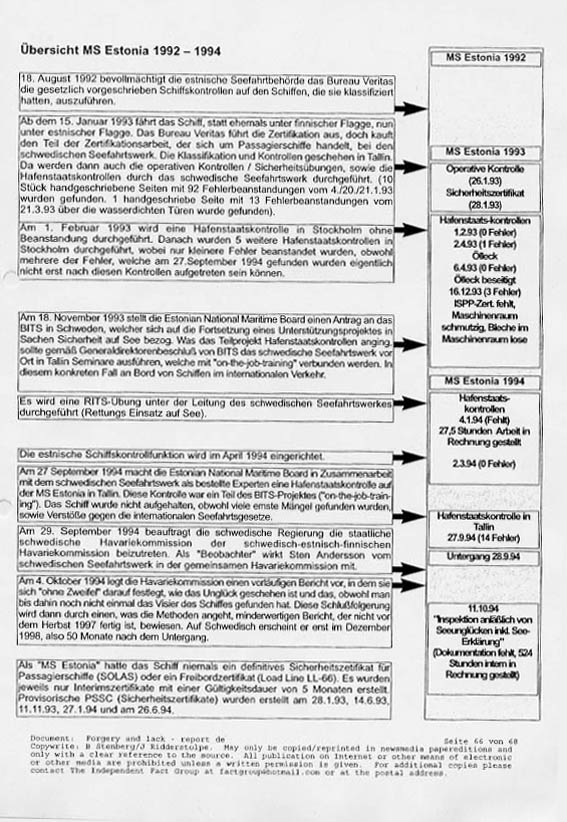 Übersicht MS Estonia 1992 – 1994
MS Estonia 1992
18. August 1992 bevollmächtigt die estnische Seefahrtbehörde das Bureau Veritas
die gesetzlich vorgeschrieben Schiffskontrollen auf den Schiffen, die sie klassifiziert
hatten, auszuführen.
Ab dem 15. Januar 1993 fährt das Schiff, statt ehemals unter finnischer Flagge, nun
unter estnischer Flagge. Das Bureau Veritas führt die Zertifikation aus, doch kauft
den Teil der Zertifikationsarbeit, der sich um Passagierschiffe handelt, bei den
schwedischen Seefahrtswerk. Die Klassifikation und Kontrollen geschehen in Tallin.
Da werden dann auch die operativen Kontrollen / Sicherheitsübungen, sowie die
Hafenstaatskontrollen durch das schwedische Seefahrtswerk durchgeführt. (10
Stück handgeschriebene Seiten mit 92 Fehlerbeanstandungen vom 4./20./21.1.93
wurden gefunden. 1 handgeschriebe Seite mit 13 Fehlerbeanstandungen vom
21.3.93 über die wasserdichten Türen wurde gefunden).
MS Estonia 1993
Operative Kontrolle
(26.1.93)
Sicherheitszertifikat
(28.1.93)
Am 1. Februar 1993 wird eine Hafenstaatskontrolle in Stockholm ohne
Beanstandung durchgeführt. Danach wurden 5 weitere Hafenstaatskontrollen in
Stockholm durchgeführt, wobei nur kleinere Fehler beanstandet wurden, obwohl
mehrere der Fehler, welche am 27.September 1994 gefunden wurden eigentlich
nicht erst nach diesen Kontrollen aufgetreten sein können.
Hafenstaats-kontrollen
1.2.93 (0 Fehler)
2.4.93 (1 Fehler)
Ölleck
6.4.93 (0 Fehler)
Ölleck beseitigt
16.12.93 (3 Fehler)
ISPP-Zert. fehlt,
Maschinenraum
schmutzig, Bleche im
Maschinenraum lose
Am 18. November 1993 stellt die Estonian National Maritime Board einen Antrag an das
BITS in Schweden, welcher sich auf die Fortsetzung eines Unterstützungsprojektes in
Sachen Sicherheit auf See bezog. Was das Teilprojekt Hafenstaatskontrollen anging,
sollte gemäß Generaldirektorenbeschluß von BITS das schwedische Seefahrtswerk vor
Ort in Tallin Seminare ausführen, welche mit "on-the-job-training" verbunden werden. In
diesem konkreten Fall an Bord von Schiffen im internationalen Verkehr.
MS Estonia 1994
Es wird eine RITS-Übung unter der Leitung des schwedischen Seefahrtswerkes
durchgeführt (Rettungs Einsatz auf See).
Hafenstaats-
kontrollen
4.1.94 (Fehlt)
27,5 Stunden Arbeit in
Rechnung gestellt
2.3.94 (0 Fehler)
Die estnische Schiffskontrollfunktion wird im April 1994 eingerichtet.
Am 27 September 1994 macht die Estonian National Maritime Board in Zusammenarbeit
mit dem schwedischen Seefahrtswerk als bestellte Experten eine Hafenstaatskontrolle auf
der MS Estonia in Tallin. Diese Kontrolle war ein Teil des BITS-Projektes ("on-the-job-train-
ing"). Das Schiff wurde nicht aufgehalten, obwohl viele ernste Mängel gefunden wurden,
sowie Verstöße gegen die internationalen Seefahrtsgesetze.
Hafenstaatskontrolle in
Tallin
27.9.94 (14 Fehler)
Am 29. September 1994 beauftragt die schwedische Regierung die staatliche
schwedische Havariekommission der schwedisch-estnisch-finnischen
Havariekommission beizutreten. Als "Beobachter" wirkt Sten Andersson vom
schwedischen Seefahrtswerk in der gemeinsamen Havariekommission mit.
Untergang 28.9.94
Am 4. Oktober 1994 legt die Havariekommission einen vorläufigen Bericht vor, in dem sie
sich "ohne Zweifel" darauf festlegt, wie das Unglück geschehen ist und das, obwohl man
bis dahin noch nicht einmal das Visier des Schiffes gefunden hat. Diese Schlußfolgerung
wird dann durch einen, was die Methoden angeht, minderwertigen Bericht, der nicht vor
dem Herbst 1997 fertig ist, bewiesen. Auf Schwedisch erscheint er erst im Dezember
1998, also 50 Monate nach dem Untergang.
11.10.94
"Inspektion anläßlich von
Seeunglücken inkl. See-
Erklärung"
(Dokumentation fehlt, 524
Stunden intern in
Rechnung gestellt)
Als "MS Estonia" hatte das Schiff niemals ein definitives Sicherheitszetifikat für
Passagierschiffe (SOLAS) oder ein Freibordzertifikat (Load Line LL-66). Es wurden
jeweils nur Interimszertifikate mit einer Gültigkeitsdauer von 5 Monaten erstellt.
Provisorische PSSC (Sicherheitszertifikate) wurden erstellt am 28.1.93, 14.6.93,
11.11.93, 27.1.94 und am 26.6.94.
Document: Forgery and lack - report de Seite 66 von 68
Copywrite: B Stenberg/J Ridderstolpe. May only be copied/reprinted in newsmedia papereditions and
only with a clear reference to the source. All publication on Internet or other means of electronic
or other media are prohibited unless a written permission is given. For additional copies please
contact The Independent Fact Group at factgroup@hotmail.com or at the postal address.